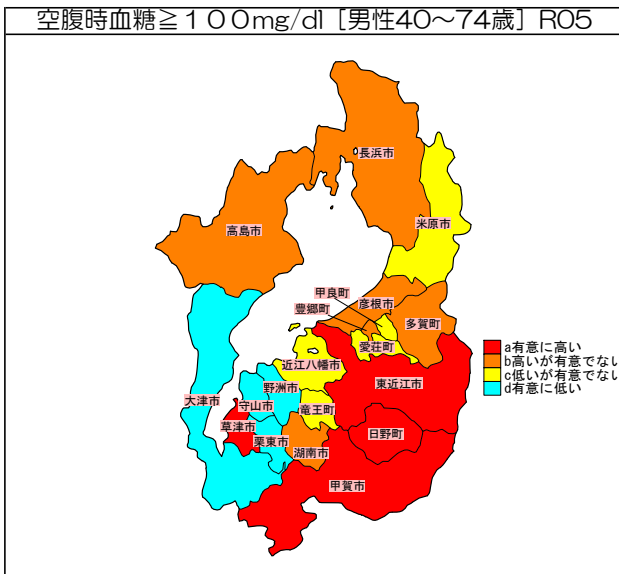 空腹時血糖≧１００mg/dl［男性40～74歳］R05
長浜市
高島市
米原市
甲良町
彦根市
豊郷町
多賀町
愛荘町
近江八幡市
東近江市
野洲市
大津市
守山市
竜王町
草津市
日野町
栗東市
湖南市
甲賀市
a有意に高い
b高いが有意でない
c低いが有意でない
d有意に低い